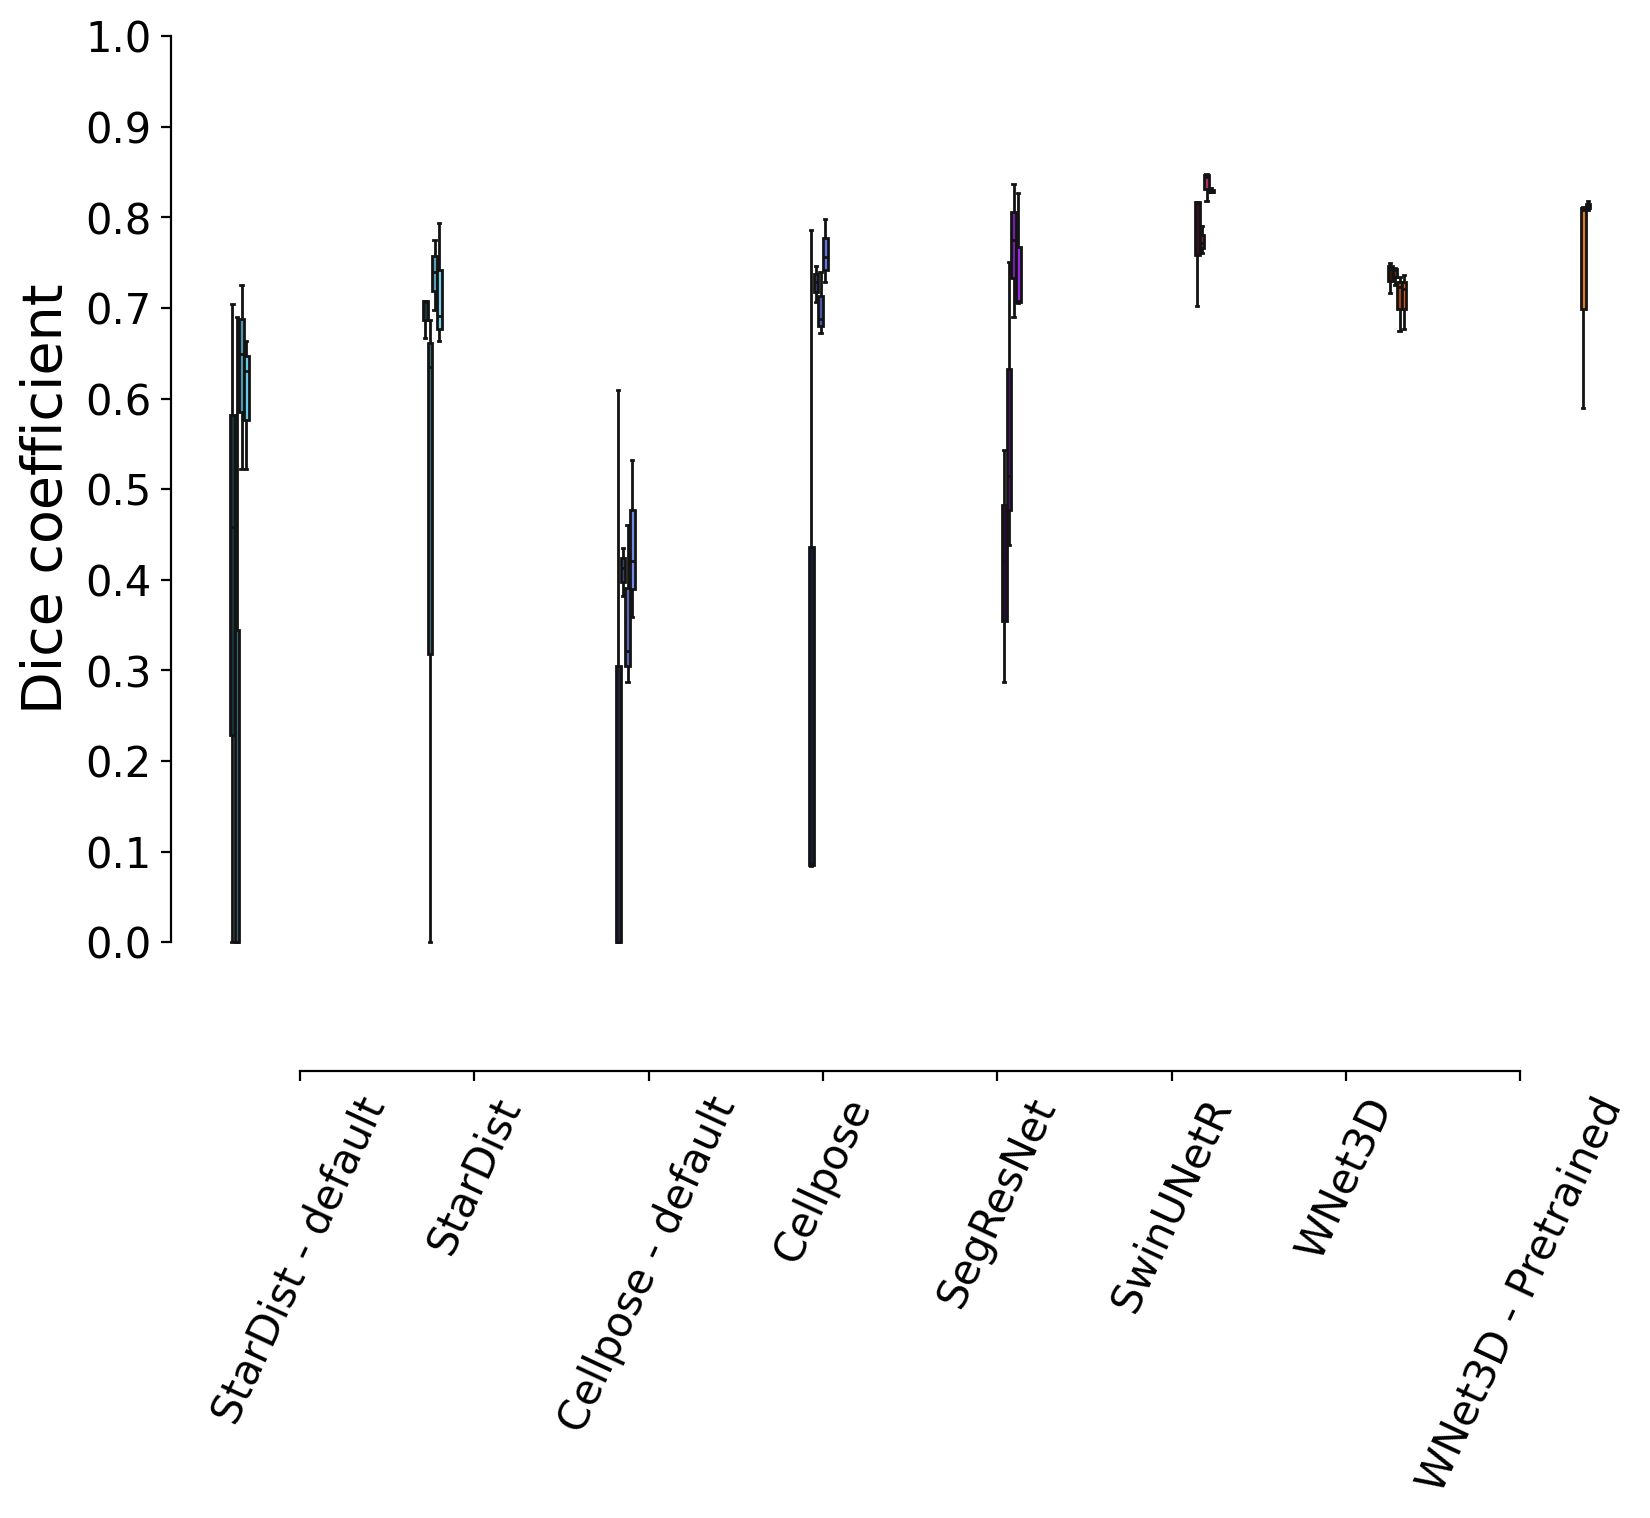 1.0
0.9
0.8
0.7
0.6
0.5
0.4
0.3
0.2
0.1
0.0
Dice coefficient
StarDist - default
StarDist
Cellpose - default
Cellpose
SegResNet
SwinUNetR
WNet3D
WNet3D - Pretrained